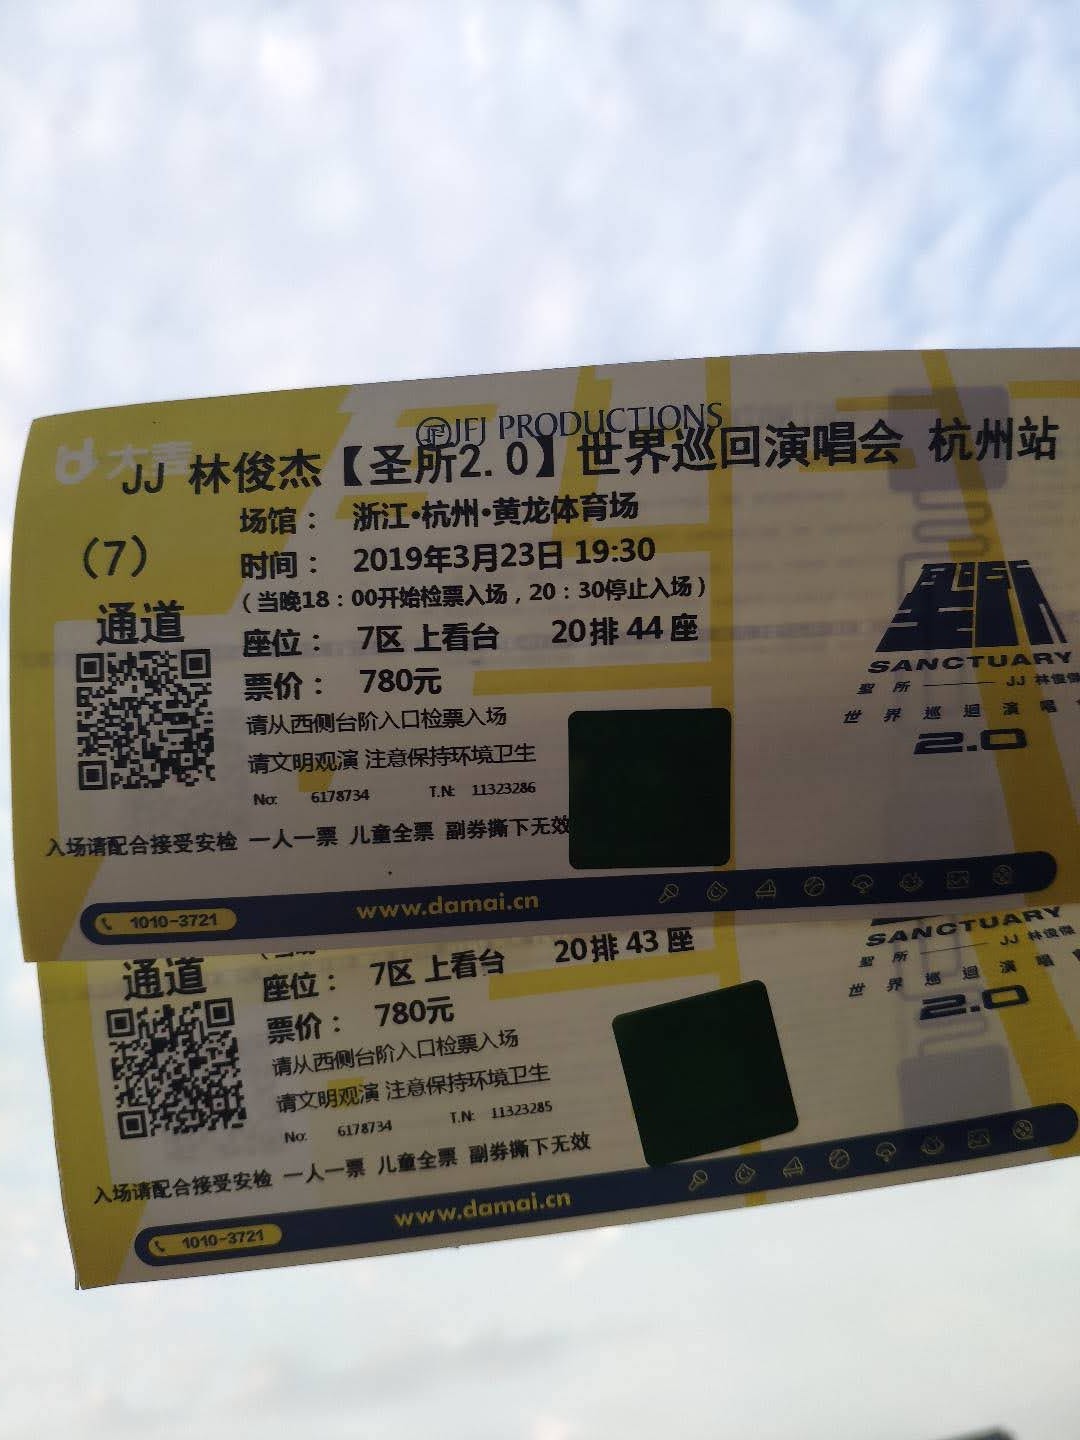 JFJ PRODUCTIONS
大麦
JJ 林俊杰【圣所2.0】世界巡回演唱会 杭州站
场馆： 浙江·杭州·黄龙体育场
（7） 时间： 2019年3月23日 19:30
（当晚18：00开始检票入场，20：30停止入场）
通道 座位： 7区 上看台 20排 44座
票价： 780元
请从西侧台阶入口检票入场
请文明观演 注意保持环境卫生
No: 6178734 T.N: 11323286
入场请配合接受安检 一人一票 儿童全票 副券撕下无效
1010-3721 www.damai.cn
聖所
SANCTUARY
聖所 JJ 林俊傑
世界巡迴演唱
2.0
通道 座位： 7区 上看台 20排 43座
票价： 780元
请从西侧台阶入口检票入场
请文明观演 注意保持环境卫生
No: 6178734 T.N: 11323285
入场请配合接受安检 一人一票 儿童全票 副券撕下无效
1010-3721 www.damai.cn
SANCTUARY
聖所 JJ 林俊傑
世界巡迴演唱
2.0